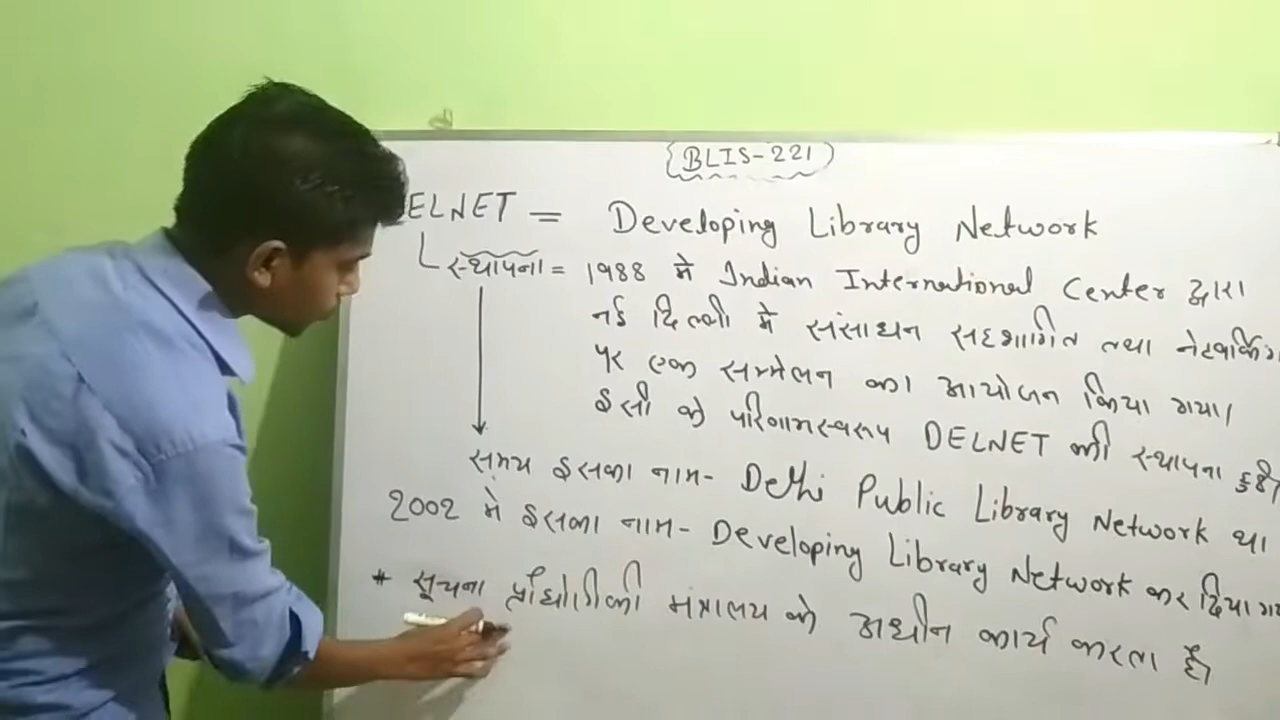 BLIS-221
ELNET = Developing Library Network
स्थापना = 1988 मे Indian International Center द्वारा
नई दिल्ली मे संसाधन सहभागित तथा नेटवर्किंग
पर एक सम्मेलन का आयोजन किया गया।
इसी के परिणामस्वरूप DELNET की स्थापना हुई।
समय इसका नाम- Delhi Public Library Network था
2002 मे इसका नाम- Developing Library Network कर दिया
* सूचना प्रौद्योगिकी मंत्रालय के अधीन कार्य करता है।